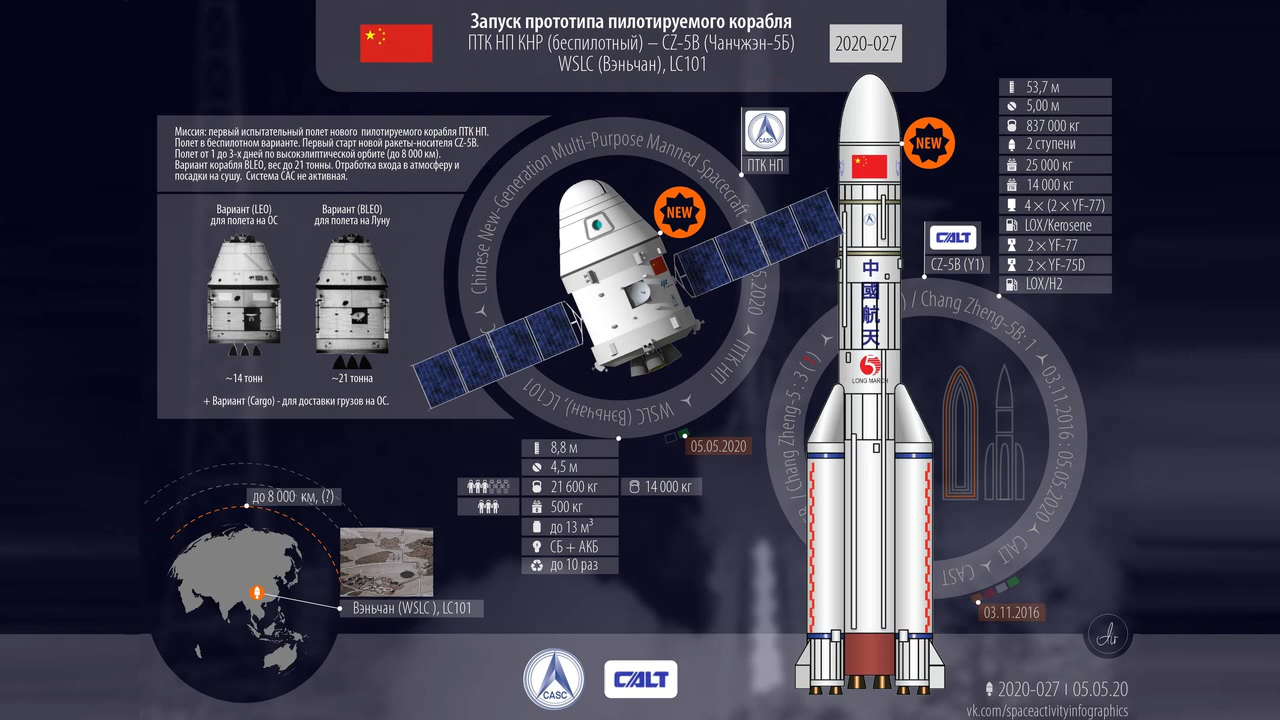 Запуск прототипа пилотируемого корабля
ПТК НП КНР (беспилотный) – CZ-5B (Чанчжэн-5Б)
WSLC (Вэньчан), LC101
2020-027
Миссия: первый испытательный полет нового пилотируемого корабля ПТК НП.
Полет в беспилотном варианте. Первый старт новой ракеты-носителя CZ-5B.
Полет от 1 до 3-х дней по высокоэллиптической орбите (до 8 000 км).
Вариант корабля BLEO, вес до 21 тонны. Отработка входа в атмосферу и
посадки на сушу. Система САС не активная.
Вариант (LEO)
для полета на ОС
Вариант (BLEO)
для полета на Луну
~14 тонн
~21 тонна
+ Вариант (Cargo) - для доставки грузов на ОС.
Chinese New-Generation Multi-Purpose Manned Spacecraft
5.2020
ПТК НП
WSLC (Вэньчан), LC101
NEW
CASC
ПТК НП
05.05.2020
8,8 м
4,5 м
21 600 кг
14 000 кг
500 кг
до 13 м³
СБ + АКБ
до 10 раз
NEW
53,7 м
5,00 м
837 000 кг
2 ступени
25 000 кг
14 000 кг
4 × (2 × YF-77)
LOX/Kerosene
2 × YF-77
2 × YF-75D
LOX/H2
CALT
CZ-5B (Y1)
中
國
航
天
5
LONG MARCH
/ Chang Zheng-5: 3 (1)
) / Chang Zheng-5B: 1
03.11.2016 : 05.05.2020
CALT
CAST
03.11.2016
до 8 000 км, (?)
Вэньчан (WSLC ), LC101
CASC
CALT
Air
2020-027 I 05.05.20
vk.com/spaceactivityinfographics